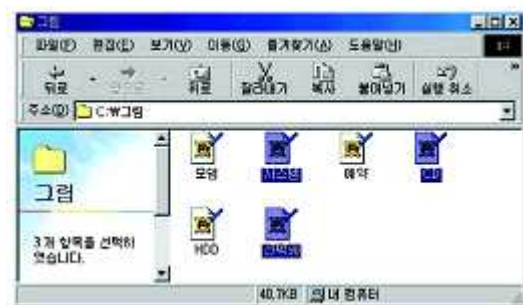 그림
파일(F) 편집(E) 보기(V) 이동(G) 즐겨찾기(A) 도움말(H)
뒤로 위로 잘라내기 복사 붙여넣기 실행 취소
주소(D) C:\그림
그림
3개 항목을 선택하
였습니다.
모뎀 시스템 예약 CD
HDD
40.7KB 내 컴퓨터